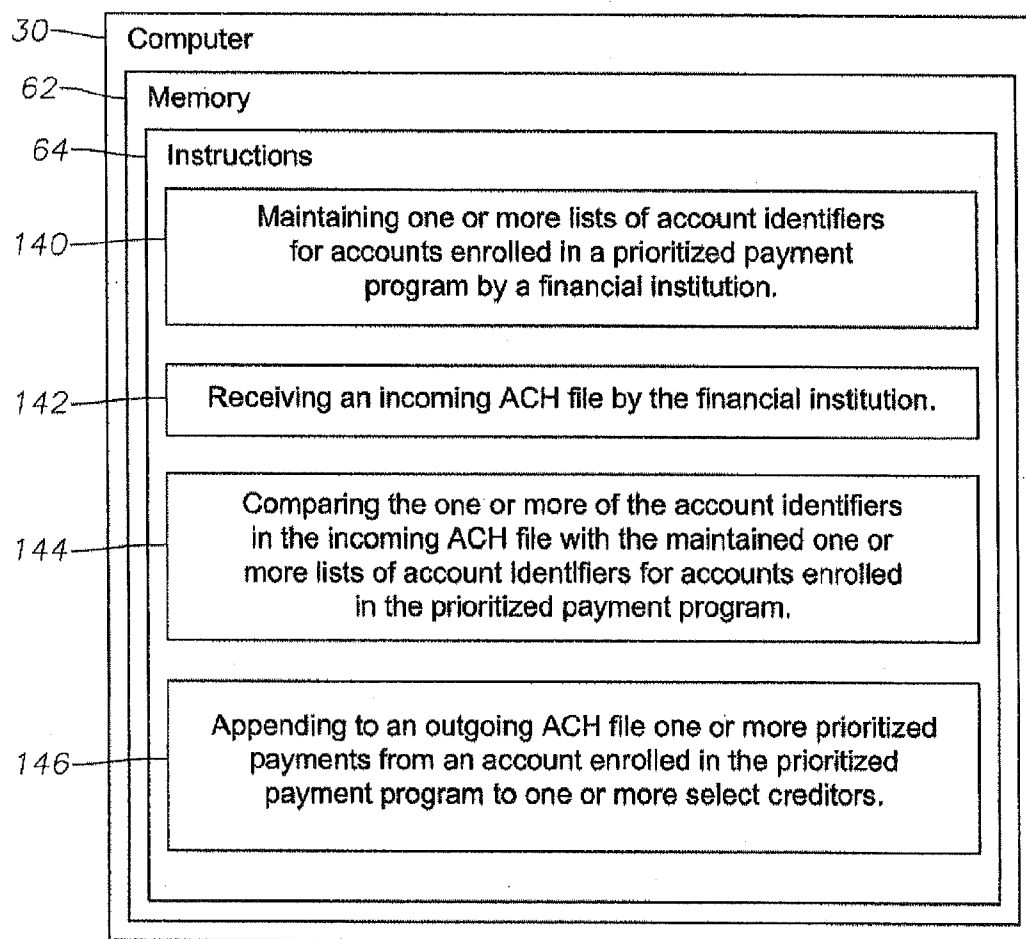 30
Computer
62
Memory
64
Instructions
140
Maintaining one or more lists of account identifiers
for accounts enrolled in a prioritized payment
program by a financial institution.
142
Receiving an incoming ACH file by the financial institution.
144
Comparing the one or more of the account identifiers
in the incoming ACH file with the maintained one or
more lists of account identifiers for accounts enrolled
in the prioritized payment program.
146
Appending to an outgoing ACH file one or more prioritized
payments from an account enrolled in the prioritized
payment program to one or more select creditors.